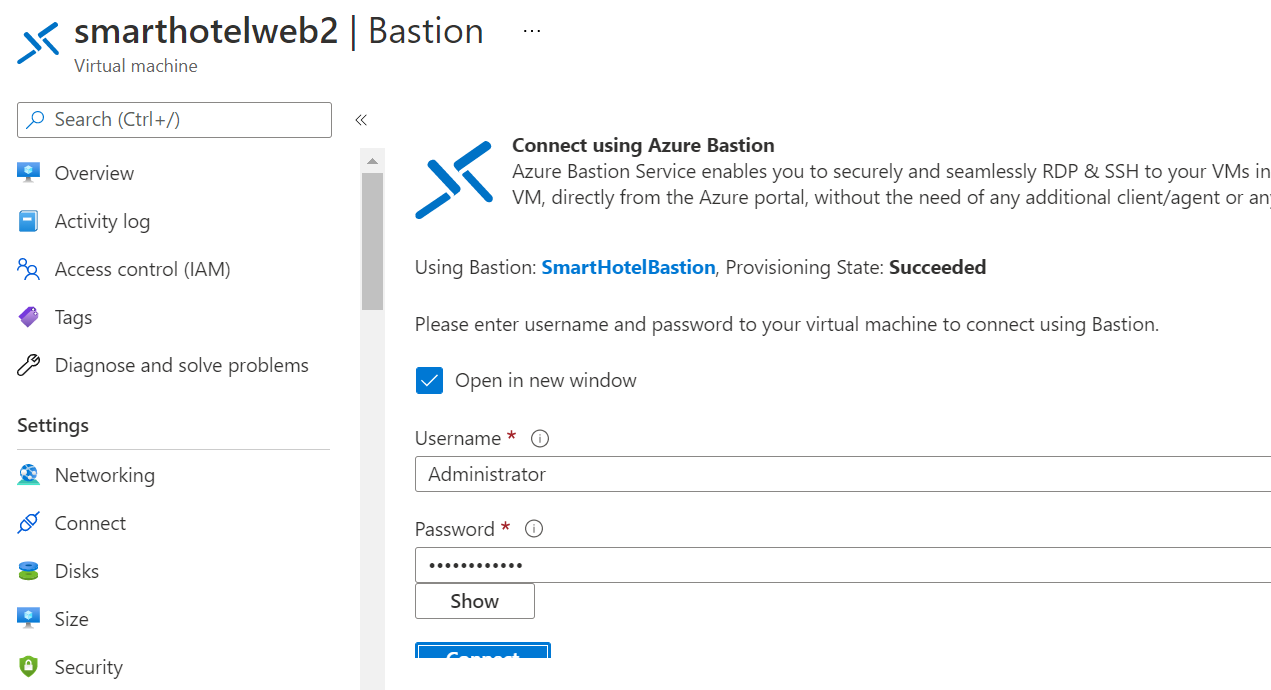 smarthotelweb2 | Bastion ...
Virtual machine
Search (Ctrl+/)
«
Overview
Activity log
Access control (IAM)
Tags
Diagnose and solve problems
Settings
Networking
Connect
Disks
Size
Security
Connect using Azure Bastion
Azure Bastion Service enables you to securely and seamlessly RDP & SSH to your VMs in
VM, directly from the Azure portal, without the need of any additional client/agent or any
Using Bastion: SmartHotelBastion, Provisioning State: Succeeded
Please enter username and password to your virtual machine to connect using Bastion.
Open in new window
Username *
Administrator
Password *
••••••••••••
Show
Connect